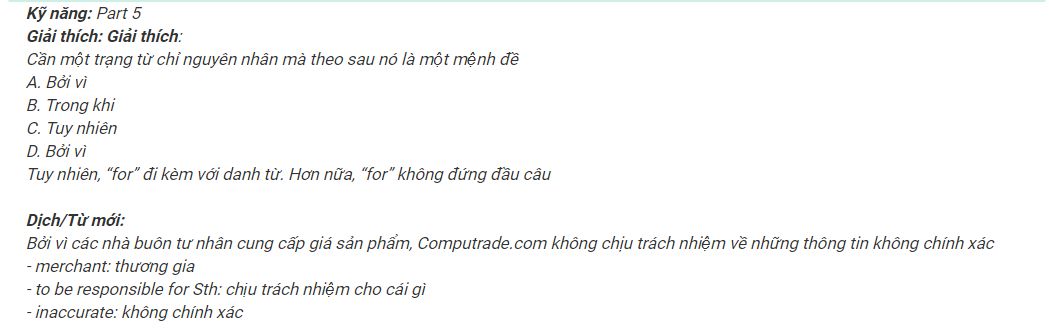 Kỹ năng: Part 5
Giải thích: Giải thích:
Cần một trạng từ chỉ nguyên nhân mà theo sau nó là một mệnh đề
A. Bởi vì
B. Trong khi
C. Tuy nhiên
D. Bởi vì
Tuy nhiên, “for” đi kèm với danh từ. Hơn nữa, “for” không đứng đầu câu
Dịch/Từ mới:
Bởi vì các nhà buôn tư nhân cung cấp giá sản phẩm, Computrade.com không chịu trách nhiệm về những thông tin không chính xác
- merchant: thương gia
- to be responsible for Sth: chịu trách nhiệm cho cái gì
- inaccurate: không chính xác